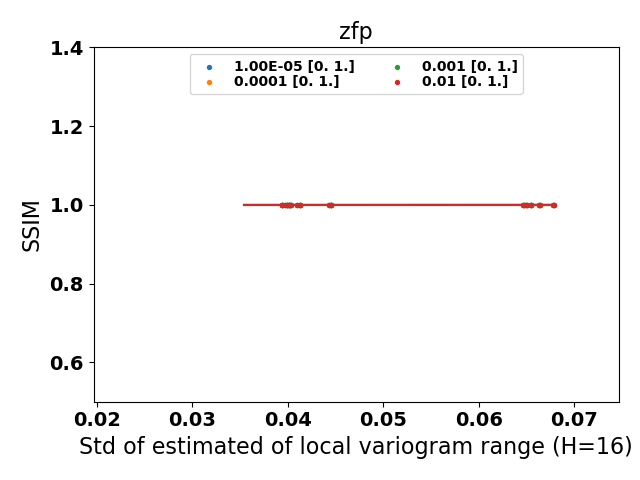 zfp
1.00E-05 [0. 1.]
0.0001 [0. 1.]
0.001 [0. 1.]
0.01 [0. 1.]
1.4
1.2
1.0
0.8
0.6
SSIM
0.02 0.03 0.04 0.05 0.06 0.07
Std of estimated of local variogram range (H=16)